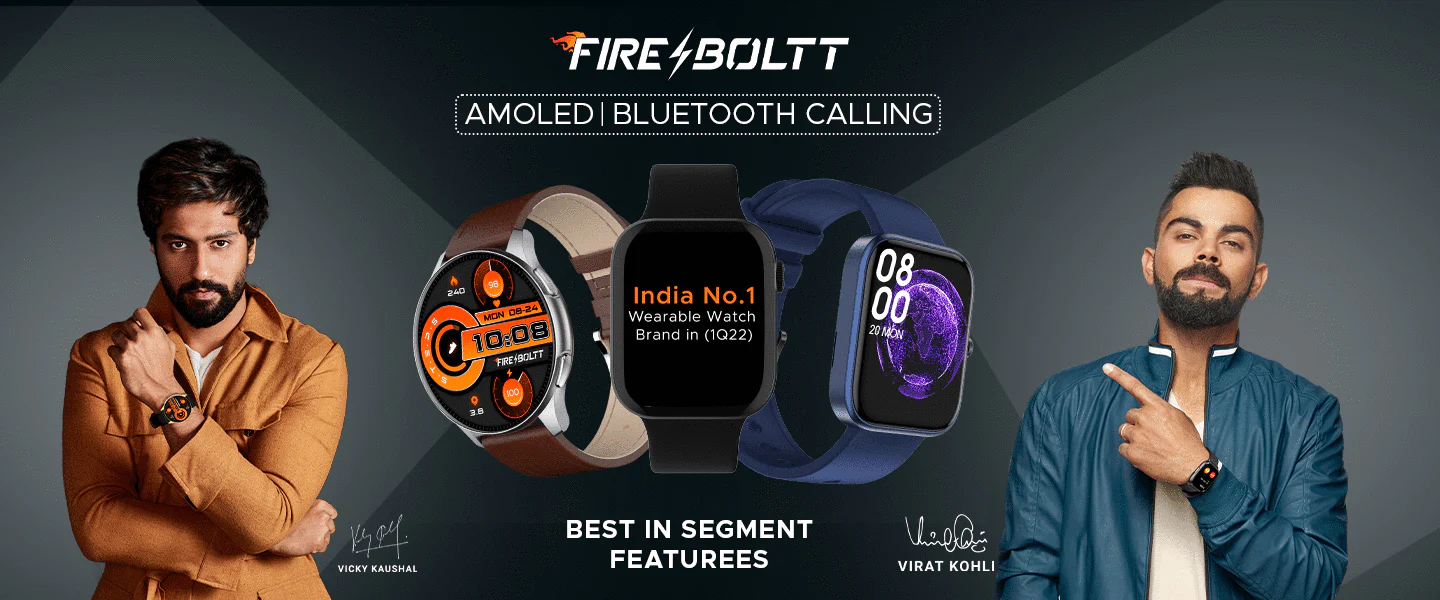 FIRE BOLTT
AMOLED | BLUETOOTH CALLING
240
98
MON 08-24
10:08
STEPS
FIRE BOLTT
100
3.8
India No.1
Wearable Watch
Brand in (1Q22)
08
00
20 MON
BEST IN SEGMENT
FEATUREES
VICKY KAUSHAL
VIRAT KOHLI